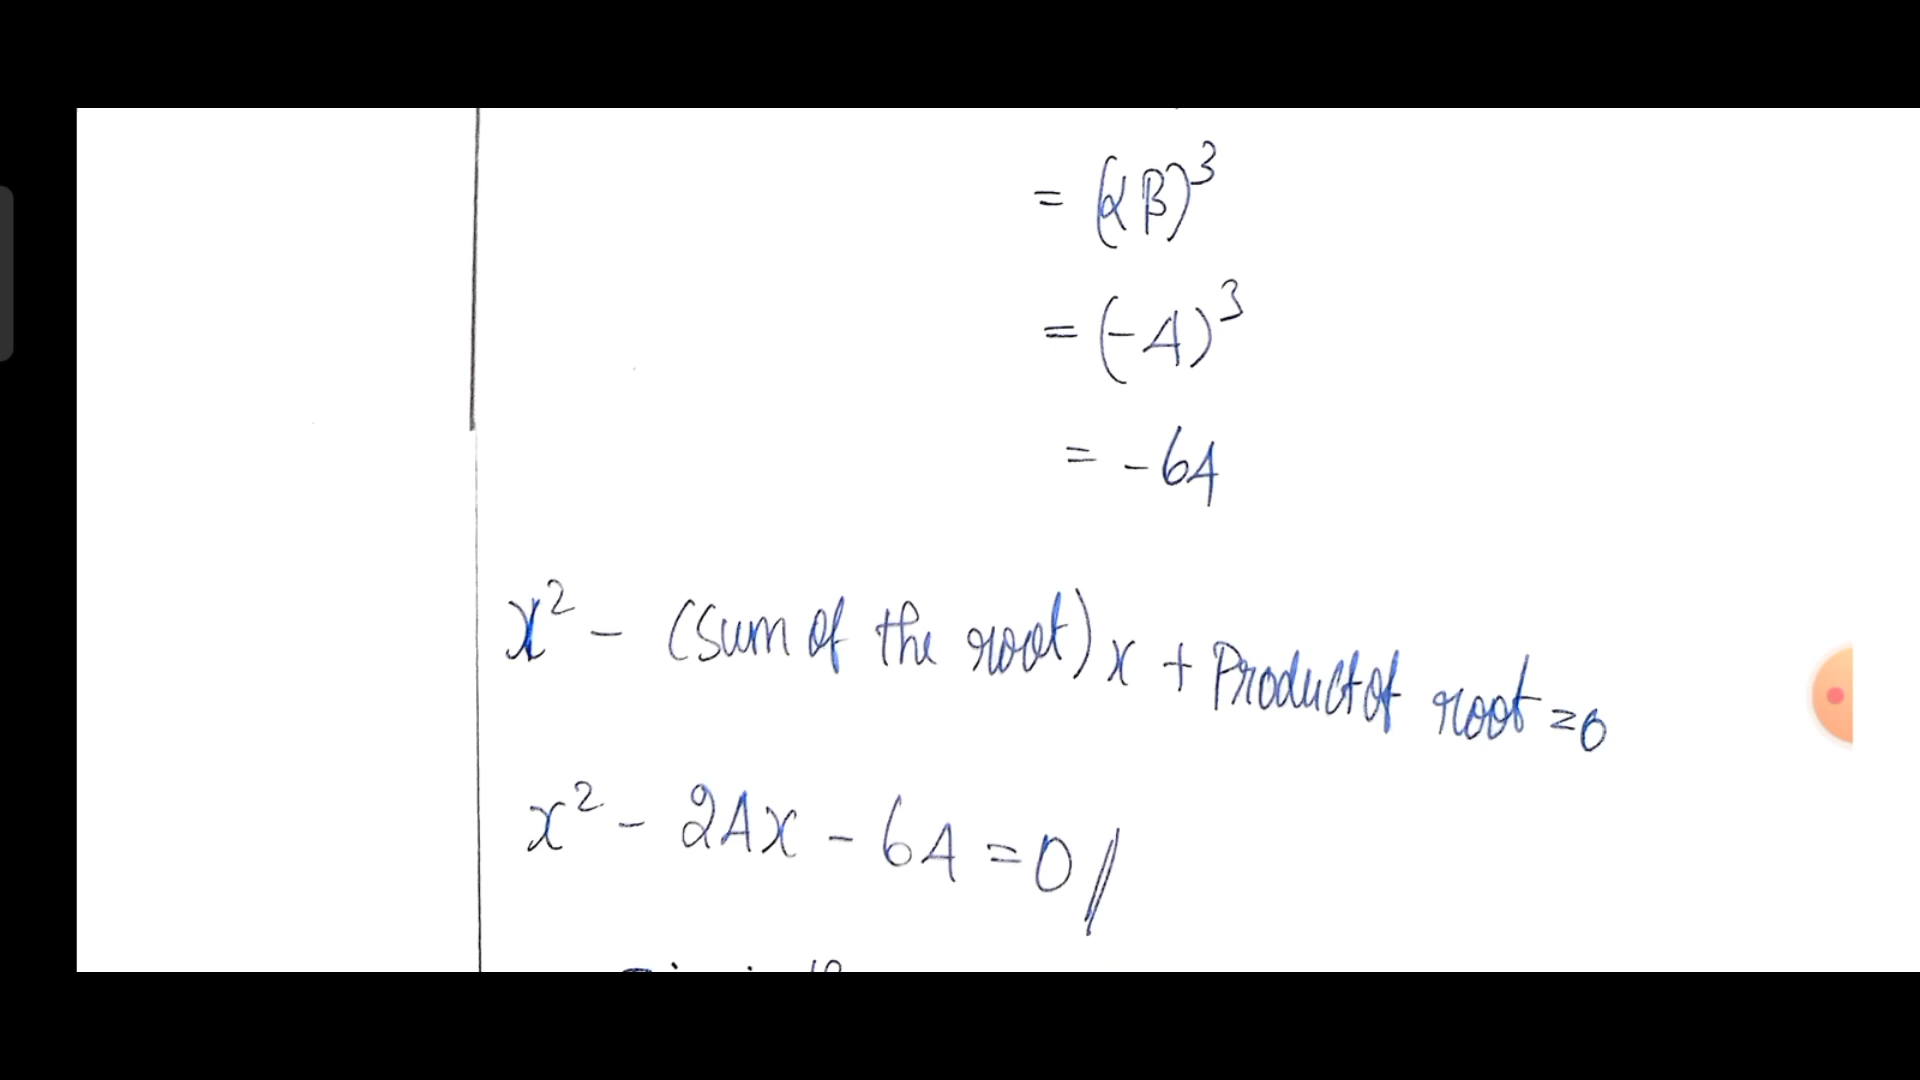 = (αβ)³
= (-4)³
= -64
x² - (Sum of the root) x + Product of root = 0
x² - 24x - 64 = 0 //